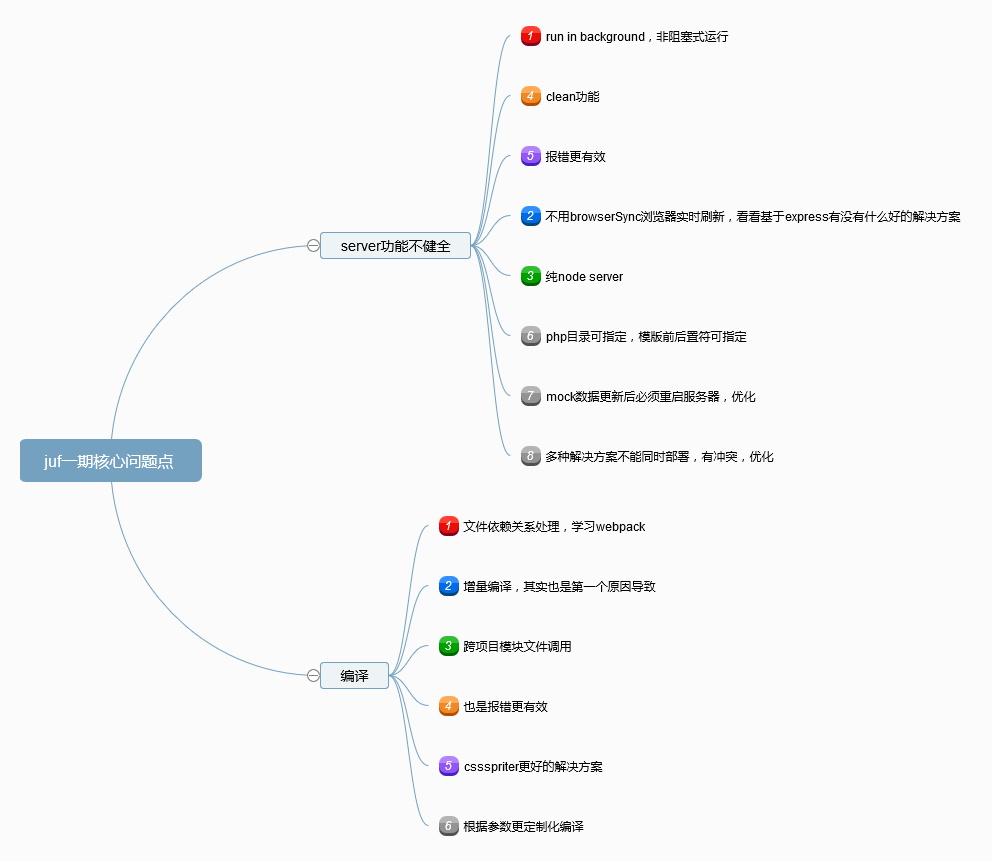 juf一期核心问题点
server功能不健全
1 run in background，非阻塞式运行
4 clean功能
5 报错更有效
2 不用browserSync浏览器实时刷新，看看基于express有没有什么好的解决方案
3 纯node server
6 php目录可指定，模版前后置符可指定
7 mock数据更新后必须重启服务器，优化
8 多种解决方案不能同时部署，有冲突，优化
编译
1 文件依赖关系处理，学习webpack
2 增量编译，其实也是第一个原因导致
3 跨项目模块文件调用
4 也是报错更有效
5 cssspriter更好的解决方案
6 根据参数更定制化编译